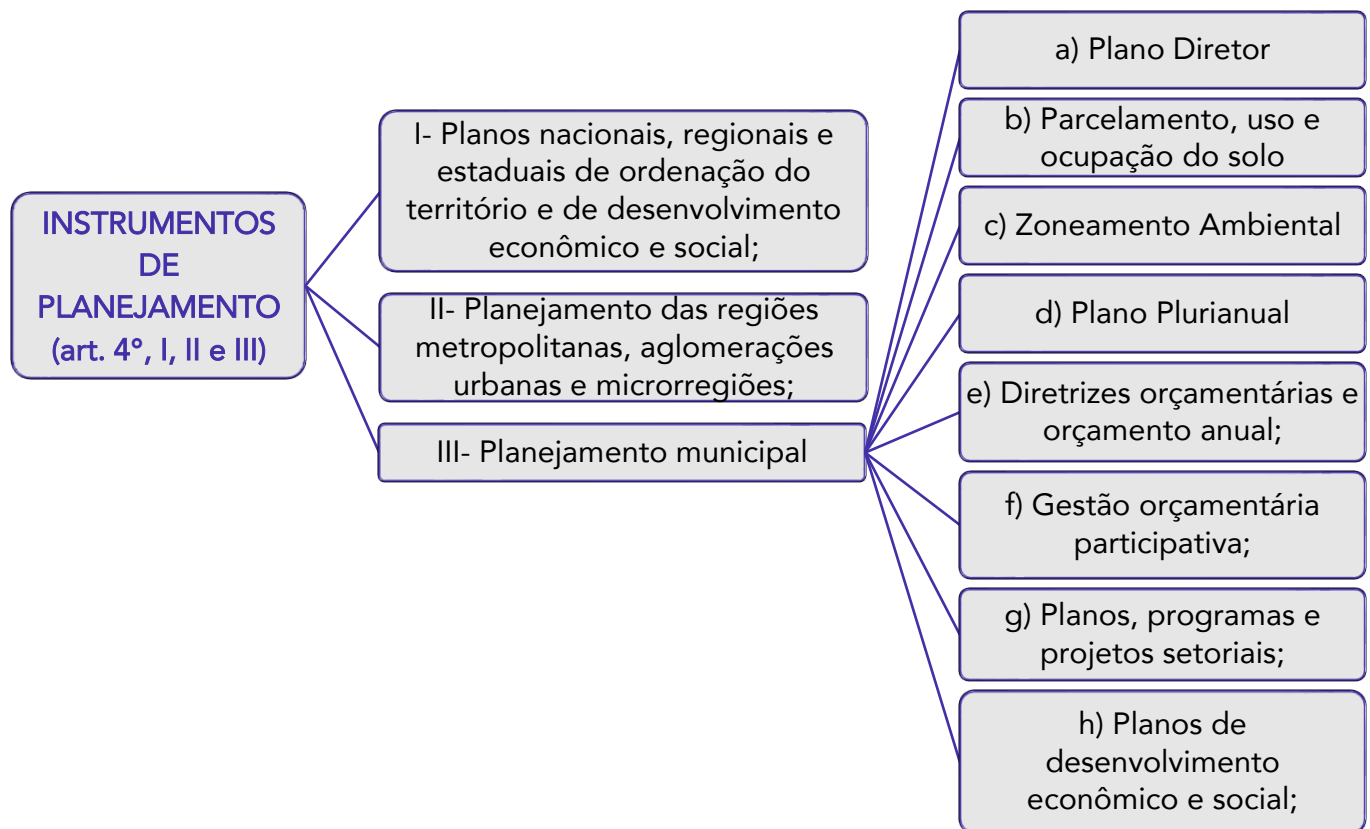 INSTRUMENTOS
DE
PLANEJAMENTO
(art. 4°, I, II e III)
I- Planos nacionais, regionais e
estaduais de ordenação do
território e de desenvolvimento
econômico e social;
II- Planejamento das regiões
metropolitanas, aglomerações
urbanas e microrregiões;
III- Planejamento municipal
a) Plano Diretor
b) Parcelamento, uso e
ocupação do solo
c) Zoneamento Ambiental
d) Plano Plurianual
e) Diretrizes orçamentárias e
orçamento anual;
f) Gestão orçamentária
participativa;
g) Planos, programas e
projetos setoriais;
h) Planos de
desenvolvimento
econômico e social;